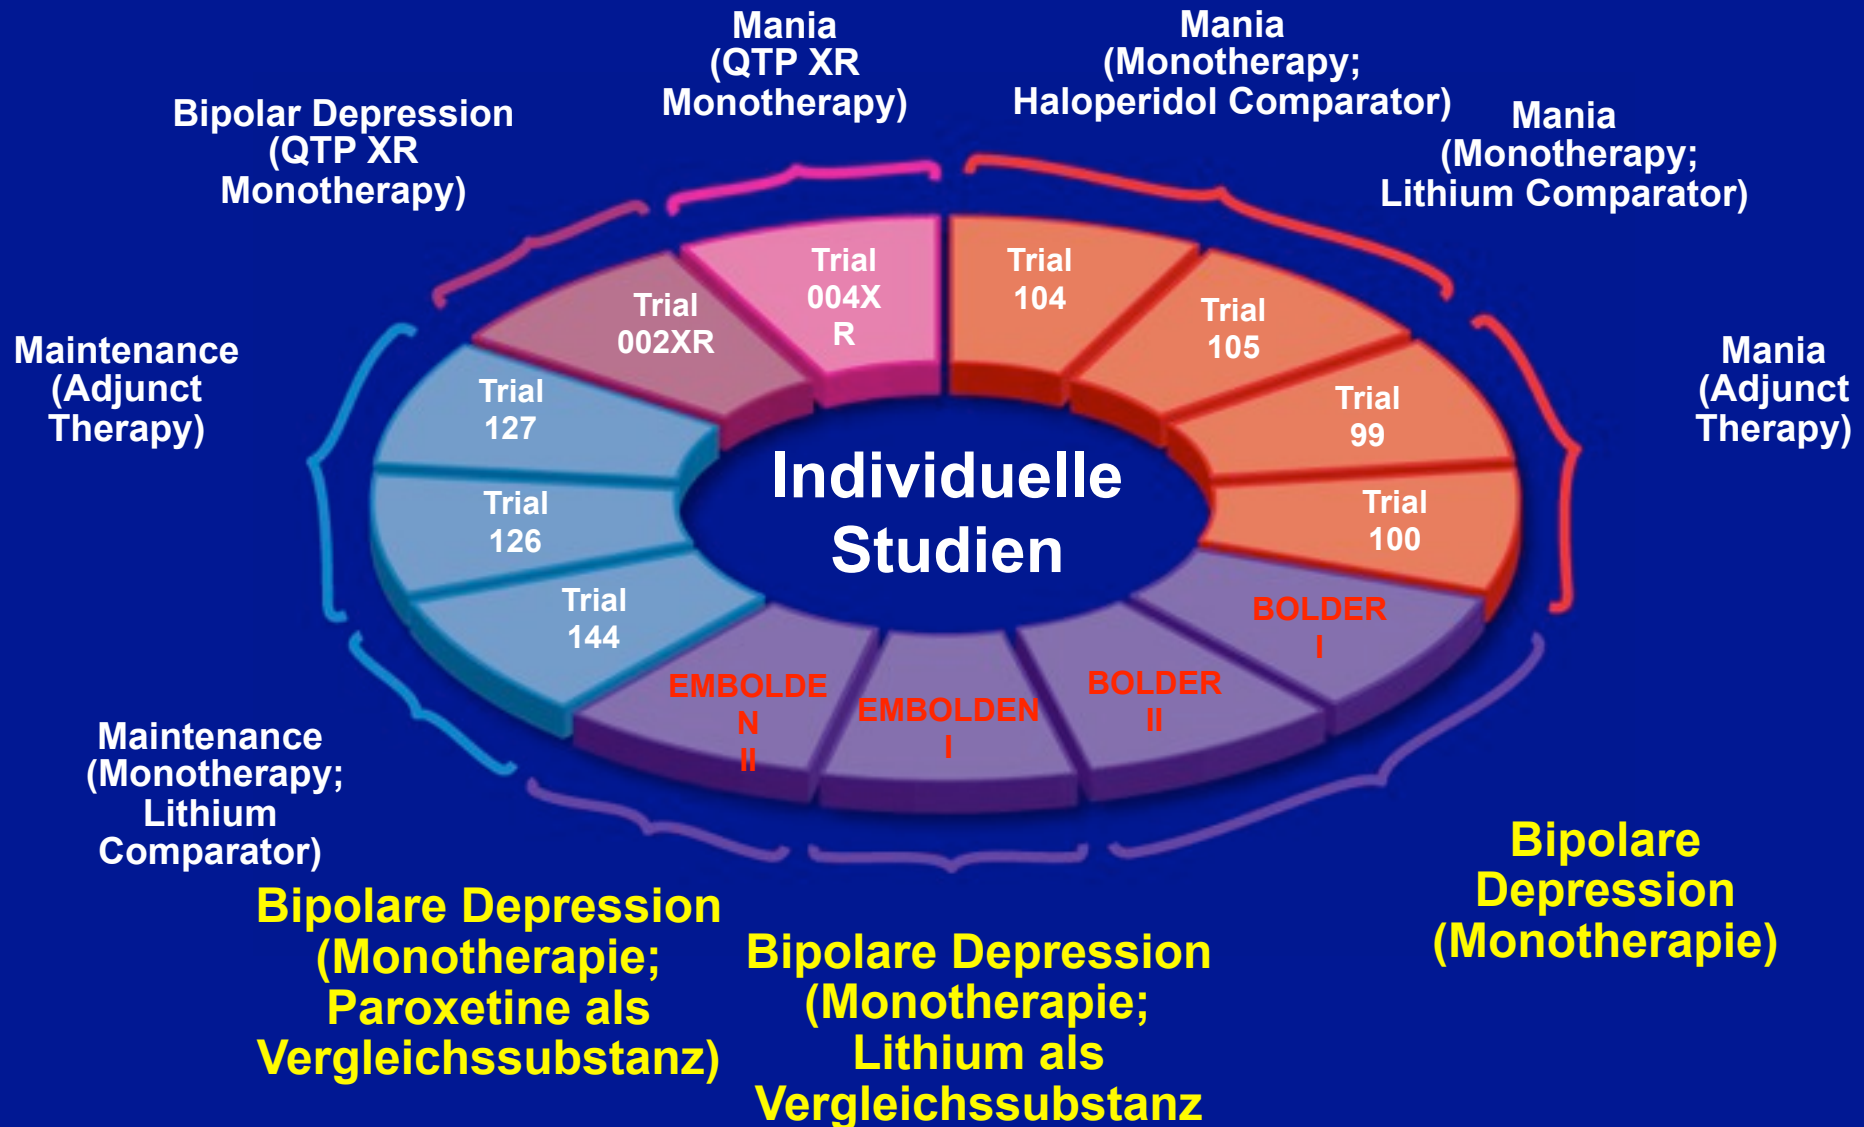 Mania
(QTP XR
Monotherapy)
Mania
(Monotherapy;
Haloperidol Comparator)
Bipolar Depression
(QTP XR
Monotherapy)
Mania
(Monotherapy;
Lithium Comparator)
Maintenance
(Adjunct
Therapy)
Mania
(Adjunct
Therapy)
Trial
004X
R
Trial
104
Trial
002XR
Trial
105
Trial
127
Trial
99
Individuelle
Studien
Trial
126
Trial
100
Trial
144
BOLDER
I
EMBOLDE
N
II
EMBOLDEN
I
BOLDER
II
Maintenance
(Monotherapy;
Lithium
Comparator)
Bipolare Depression
(Monotherapie;
Paroxetine als
Vergleichssubstanz)
Bipolare Depression
(Monotherapie;
Lithium als
Vergleichssubstanz
Bipolare
Depression
(Monotherapie)